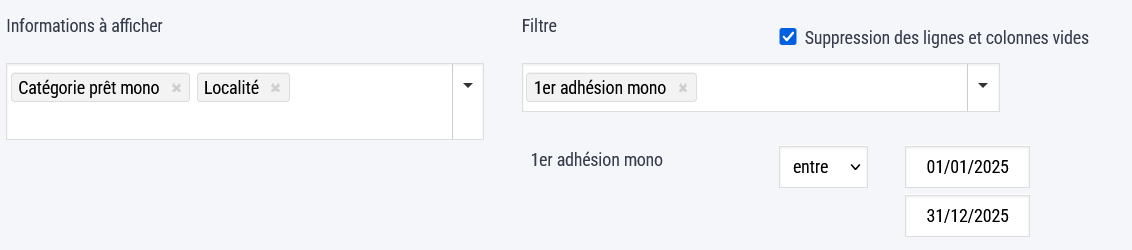 Informations à afficher
Filtre
Suppression des lignes et colonnes vides
Catégorie prêt mono × Localité ×
1er adhésion mono ×
1er adhésion mono
entre
01/01/2025
31/12/2025